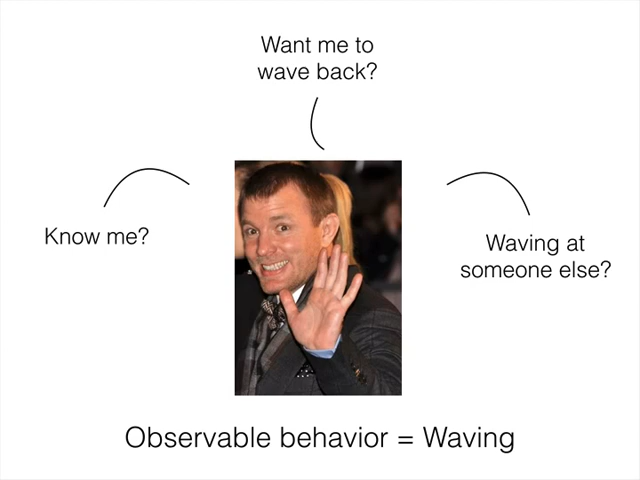 Want me to
wave back?
Know me?
Waving at
someone else?
Observable behavior = Waving